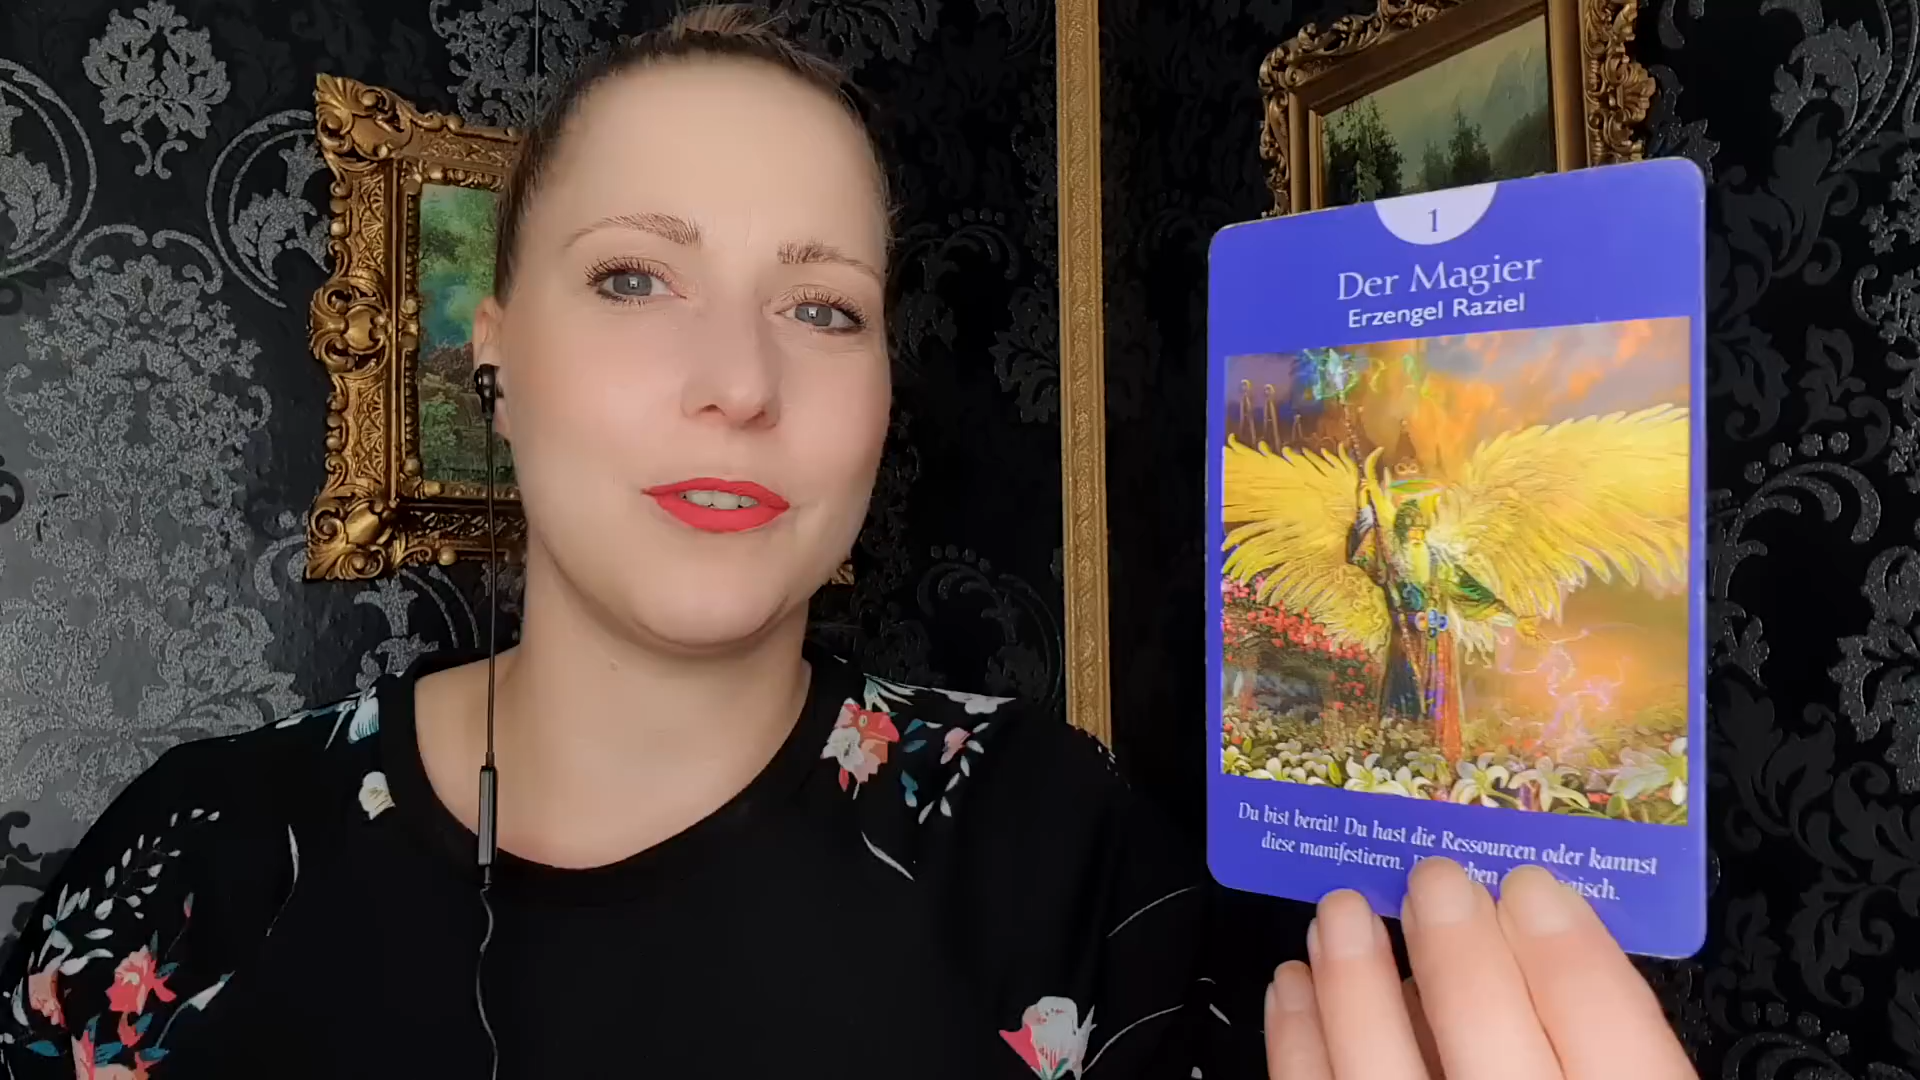 1
Der Magier
Erzengel Raziel
Du bist bereit! Du hast die Ressourcen oder kannst
diese manifestieren.